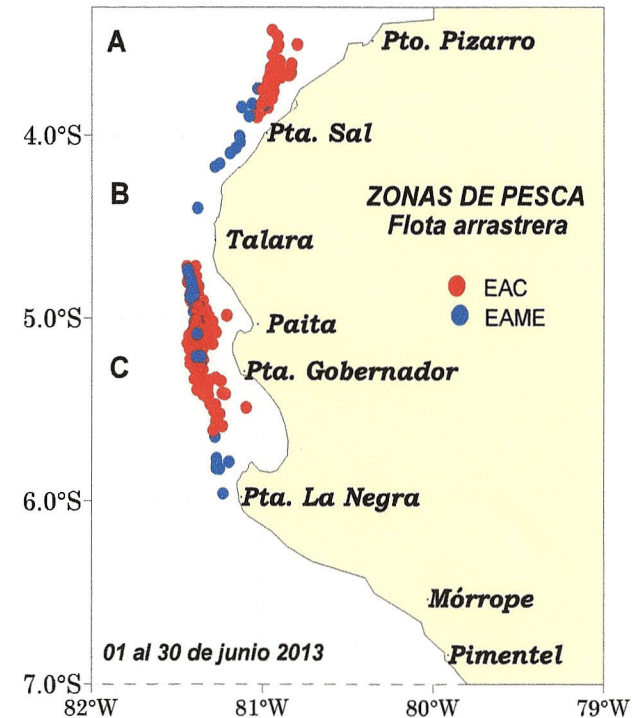 A
Pto. Pizarro
4.0°S
Pta. Sal
B
ZONAS DE PESCA
Flota arrastrera
Talara
EAC
EAME
5.0°S
Paita
C
Pta. Gobernador
6.0°S
Pta. La Negra
Mórrope
01 al 30 de junio 2013
Pimentel
7.0°S
82°W
81°W
80°W
79°W